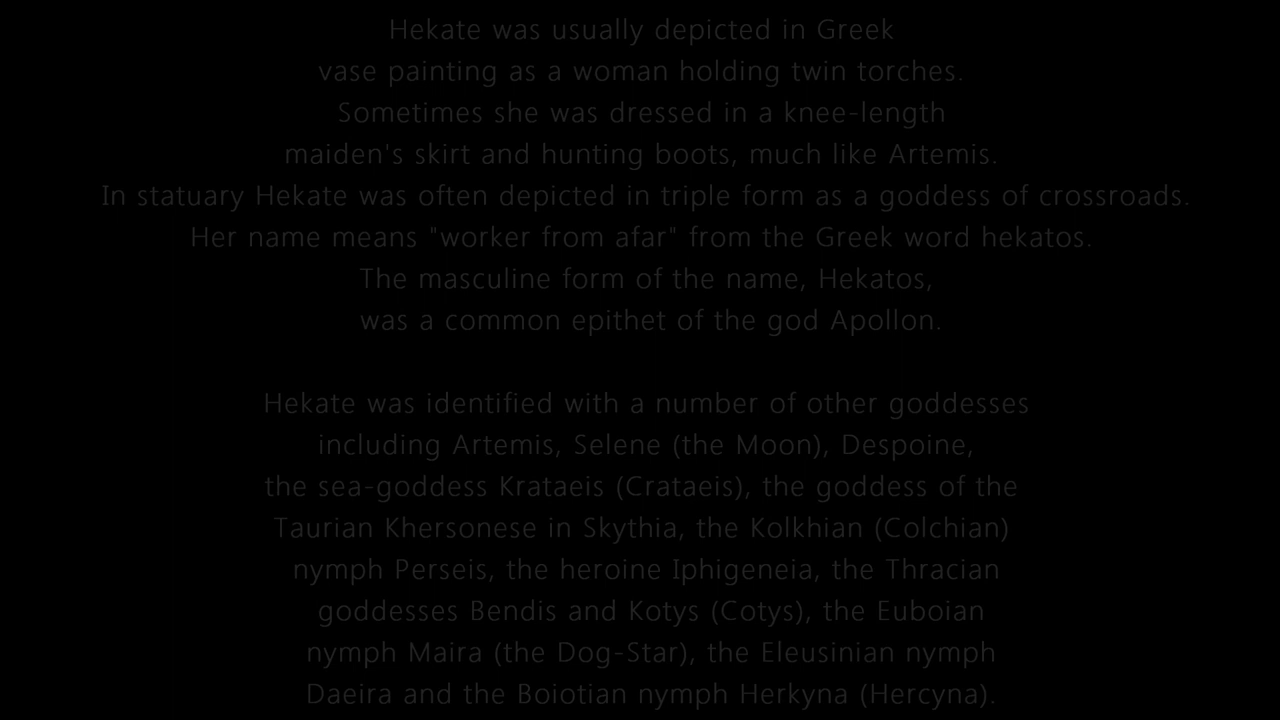 Hekate was usually depicted in Greek
vase painting as a woman holding twin torches.
Sometimes she was dressed in a knee-length
maiden's skirt and hunting boots, much like Artemis.
In statuary Hekate was often depicted in triple form as a goddess of crossroads.
Her name means "worker from afar" from the Greek word hekatos.
The masculine form of the name, Hekatos,
was a common epithet of the god Apollon.
Hekate was identified with a number of other goddesses
including Artemis, Selene (the Moon), Despoine,
the sea-goddess Krataeis (Crataeis), the goddess of the
Taurian Khersonese in Skythia, the Kolkhian (Colchian)
nymph Perseis, the heroine Iphigeneia, the Thracian
goddesses Bendis and Kotys (Cotys), the Euboian
nymph Maira (the Dog-Star), the Eleusinian nymph
Daeira and the Boiotian nymph Herkyna (Hercyna).